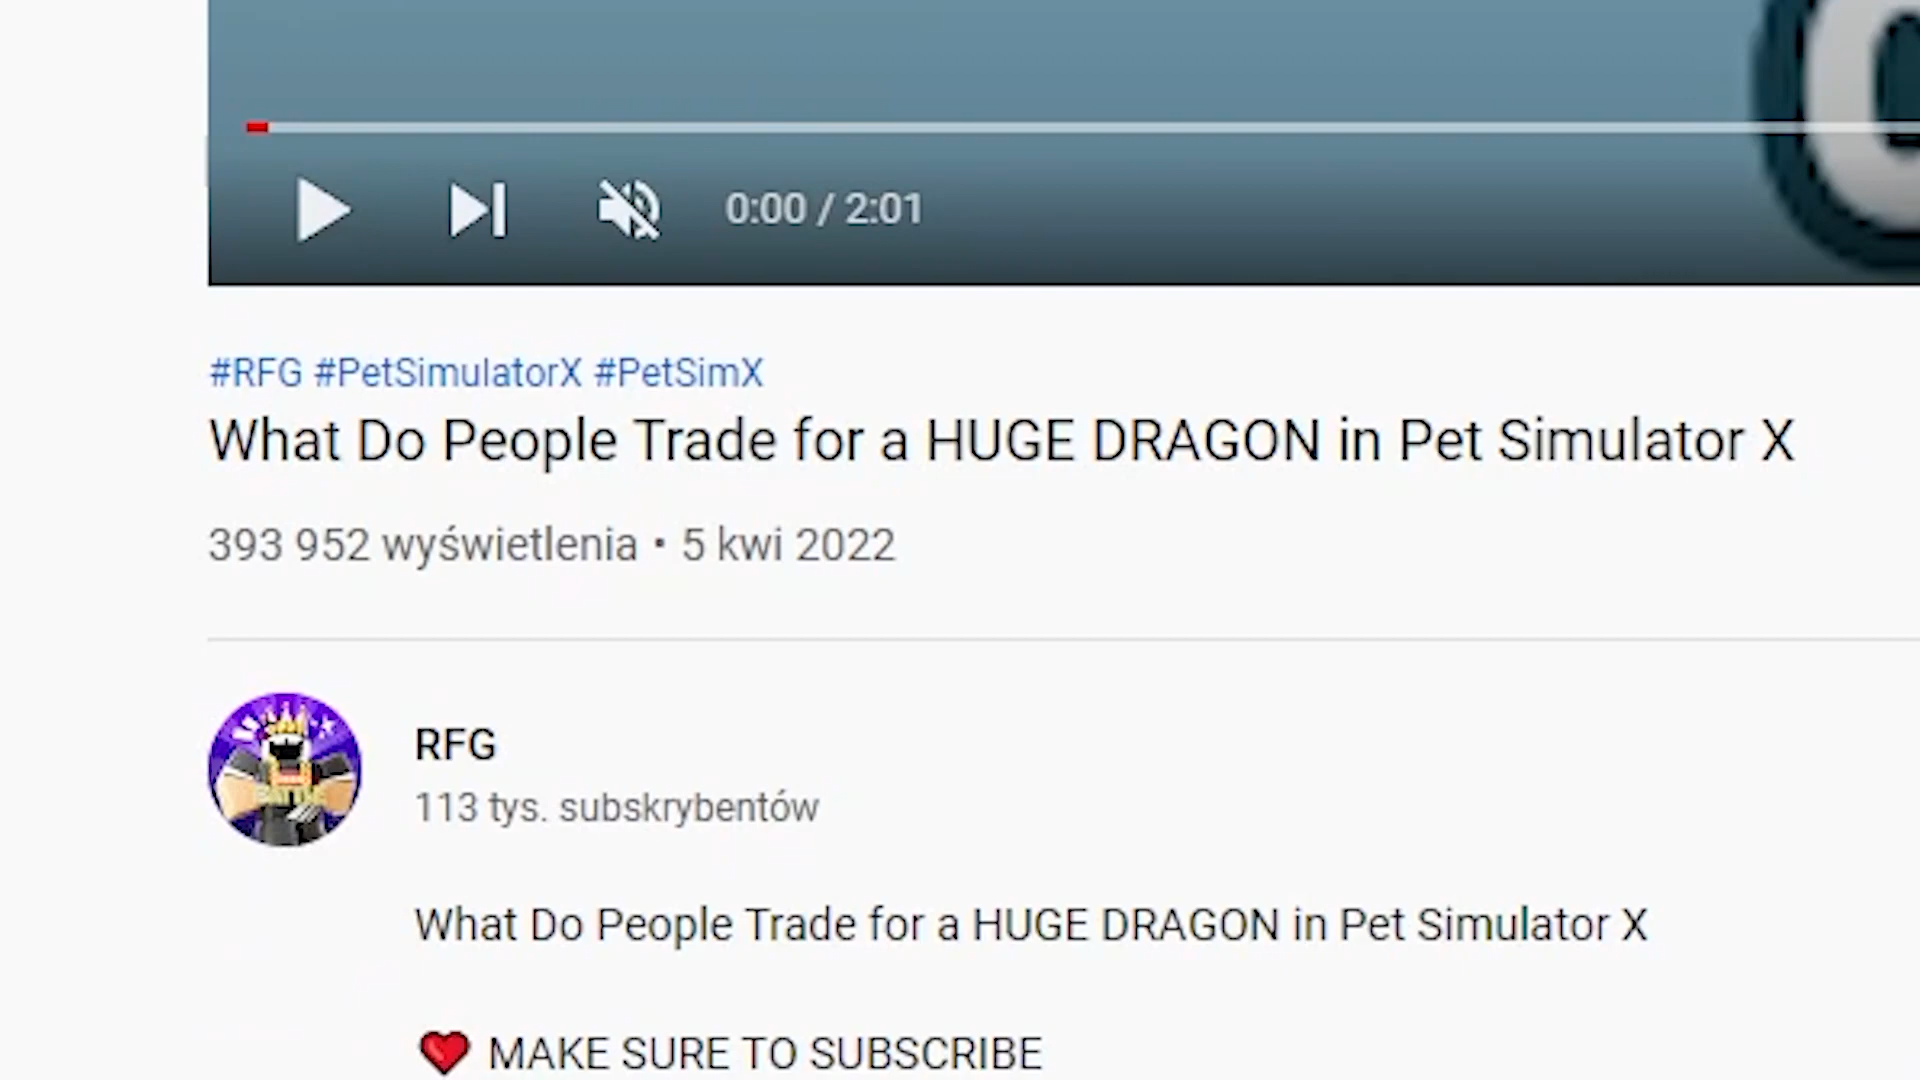 0:00 / 2:01
#RFG #PetSimulatorX #PetSimX
What Do People Trade for a HUGE DRAGON in Pet Simulator X
393 952 wyświetlenia • 5 kwi 2022
RFG
113 tys. subskrybentów
What Do People Trade for a HUGE DRAGON in Pet Simulator X
❤️ MAKE SURE TO SUBSCRIBE